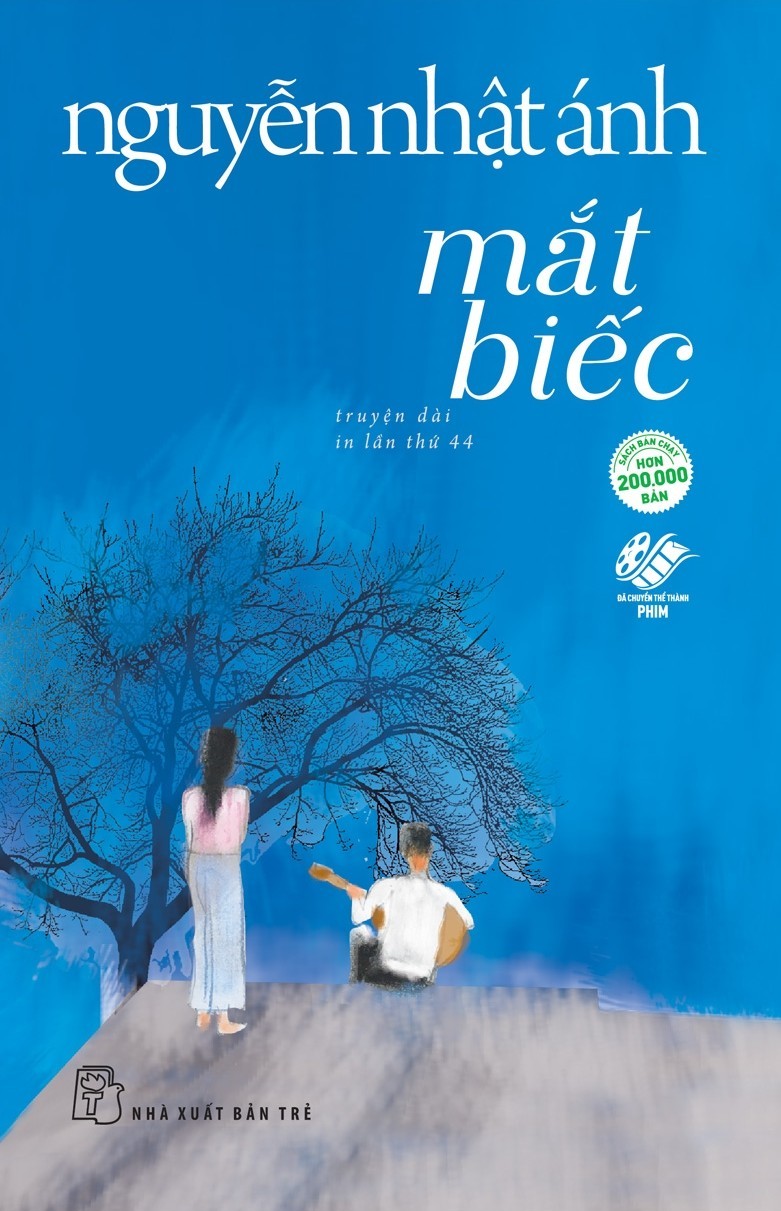 nguyễn nhật ánh
mắt
biếc
truyện dài
in lần thứ 44
SÁCH BÁN CHẠY
HƠN
200.000
BẢN
ĐÃ CHUYỂN THỂ THÀNH
PHIM
T
NHÀ XUẤT BẢN TRẺ